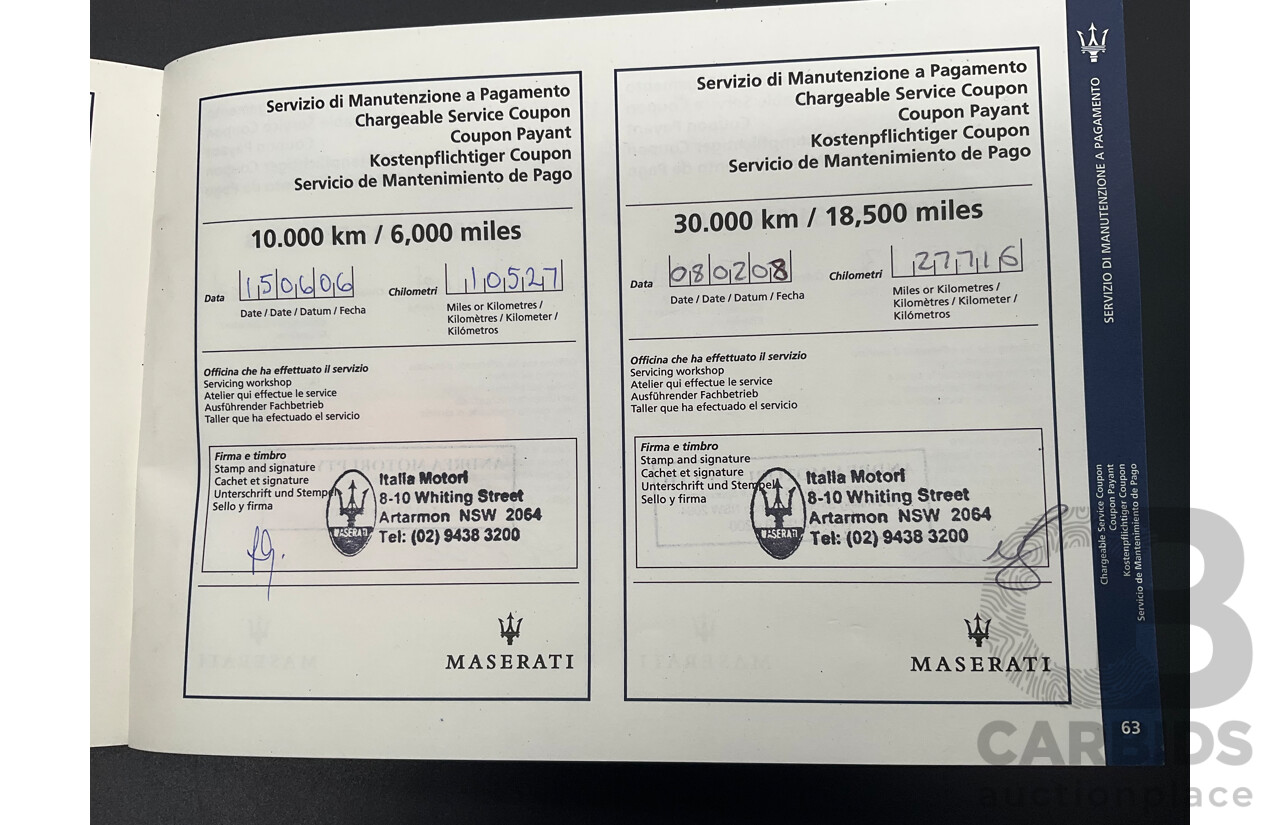 Servizio di Manutenzione a Pagamento
Chargeable Service Coupon
Coupon Payant
Kostenpflichtiger Coupon
Servicio de Mantenimiento de Pago
10.000 km / 6,000 miles
Data 150606
Date / Date / Datum / Fecha
Chilometri 10527
Miles or Kilometres /
Kilomètres / Kilometer /
Kilómetros
Officina che ha effettuato il servizio
Servicing workshop
Atelier qui effectue le service
Ausführender Fachbetrieb
Taller que ha efectuado el servicio
Firma e timbro
Stamp and signature
Cachet et signature
Unterschrift und Stempel
Sello y firma
MASERATI
Italia Motori
8-10 Whiting Street
Artarmon NSW 2064
Tel: (02) 9438 3200
MASERATI
Servizio di Manutenzione a Pagamento
Chargeable Service Coupon
Coupon Payant
Kostenpflichtiger Coupon
Servicio de Mantenimiento de Pago
30.000 km / 18,500 miles
Data 080208
Date / Date / Datum / Fecha
Chilometri 27716
Miles or Kilometres /
Kilomètres / Kilometer /
Kilómetros
Officina che ha effettuato il servizio
Servicing workshop
Atelier qui effectue le service
Ausführender Fachbetrieb
Taller que ha efectuado el servicio
Firma e timbro
Stamp and signature
Cachet et signature
Unterschrift und Stempel
Sello y firma
MASERATI
Italia Motori
8-10 Whiting Street
Artarmon NSW 2064
Tel: (02) 9438 3200
MASERATI
SERVIZIO DI MANUTENZIONE A PAGAMENTO
Chargeable Service Coupon
Coupon Payant
Kostenpflichtiger Coupon
Servicio de Mantenimiento de Pago
63
CARBIDS
auctionplace